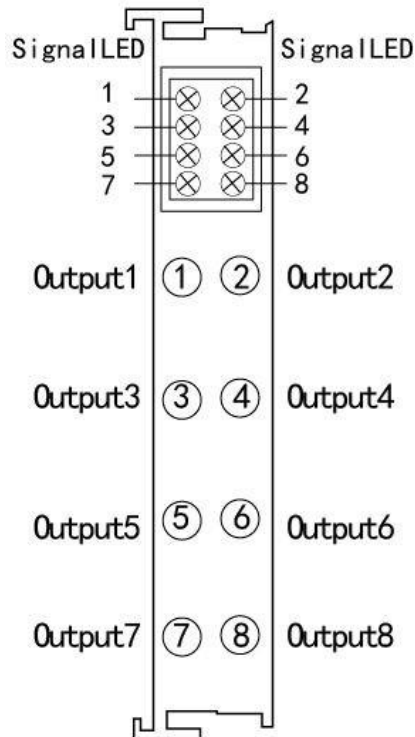 SignalLED SignalLED
1 2
3 4
5 6
7 8
Output1 1 2 Output2
Output3 3 4 Output4
Output5 5 6 Output6
Output7 7 8 Output8